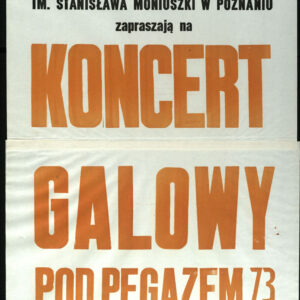 IM. STANISŁAWA MONIUSZKI W POZNANIU
zapraszają na
KONCERT
GALOWY
POD PEGAZEM 73